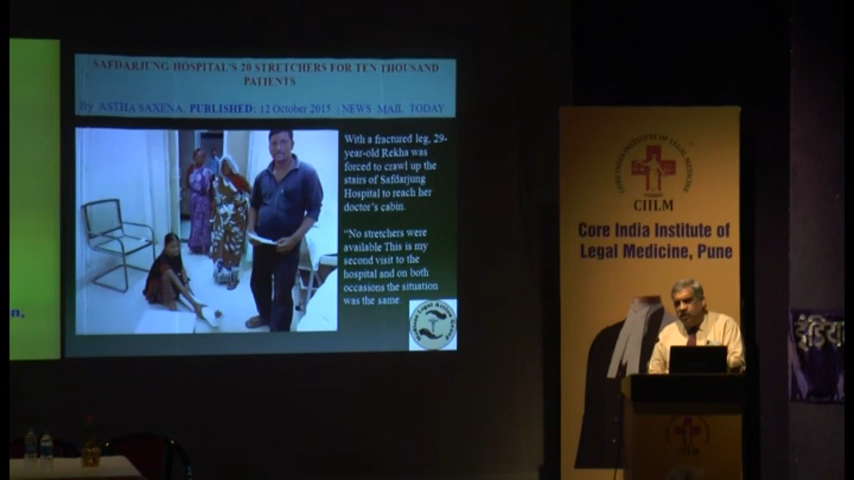 SAFDARJUNG HOSPITAL'S 20 STRETCHERS FOR TEN THOUSAND
PATIENTS
By ASTHA SAXENA, PUBLISHED: 12 October 2015 NEWS MAIL TODAY
With a fractured leg, 29-
year-old Rekha was
forced to crawl up the
stairs of Safdarjung
Hospital to reach her
doctor's cabin.
"No stretchers were
available This is my
second visit to the
hospital and on both
occasions the situation
was the same.
on,
CIILM
Core India Institute of
Legal Medicine, Pune
CIILM